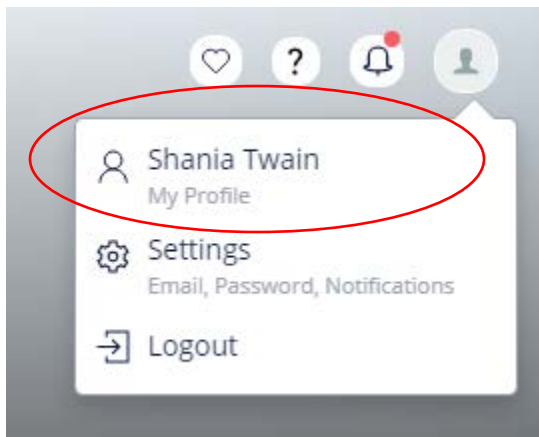 ?
Shania Twain
My Profile
Settings
Email, Password, Notifications
Logout